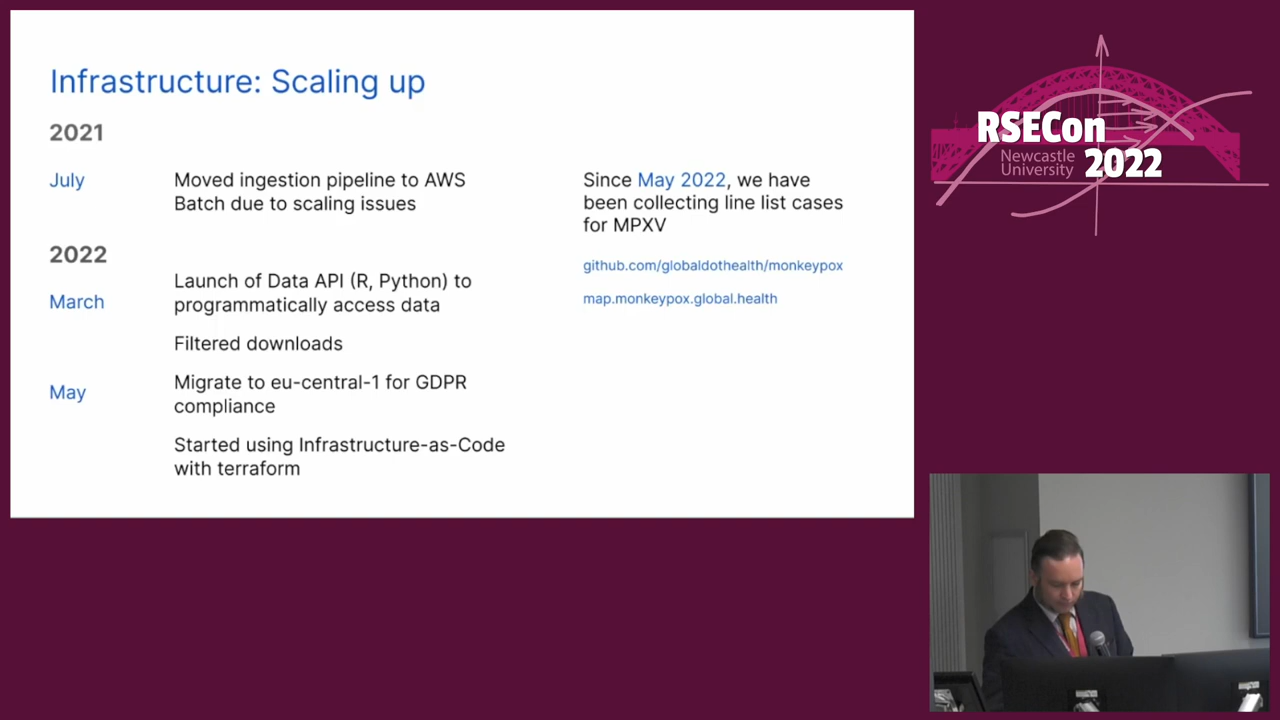 Infrastructure: Scaling up
2021
July
Moved ingestion pipeline to AWS
Batch due to scaling issues
2022
March
Launch of Data API (R, Python) to
programmatically access data
Filtered downloads
May
Migrate to eu-central-1 for GDPR
compliance
Started using Infrastructure-as-Code
with terraform
Since May 2022, we have
been collecting line list cases
for MPXV
github.com/globaldothealth/monkeypox
map.monkeypox.global.health
RSECon
Newcastle
University
2022